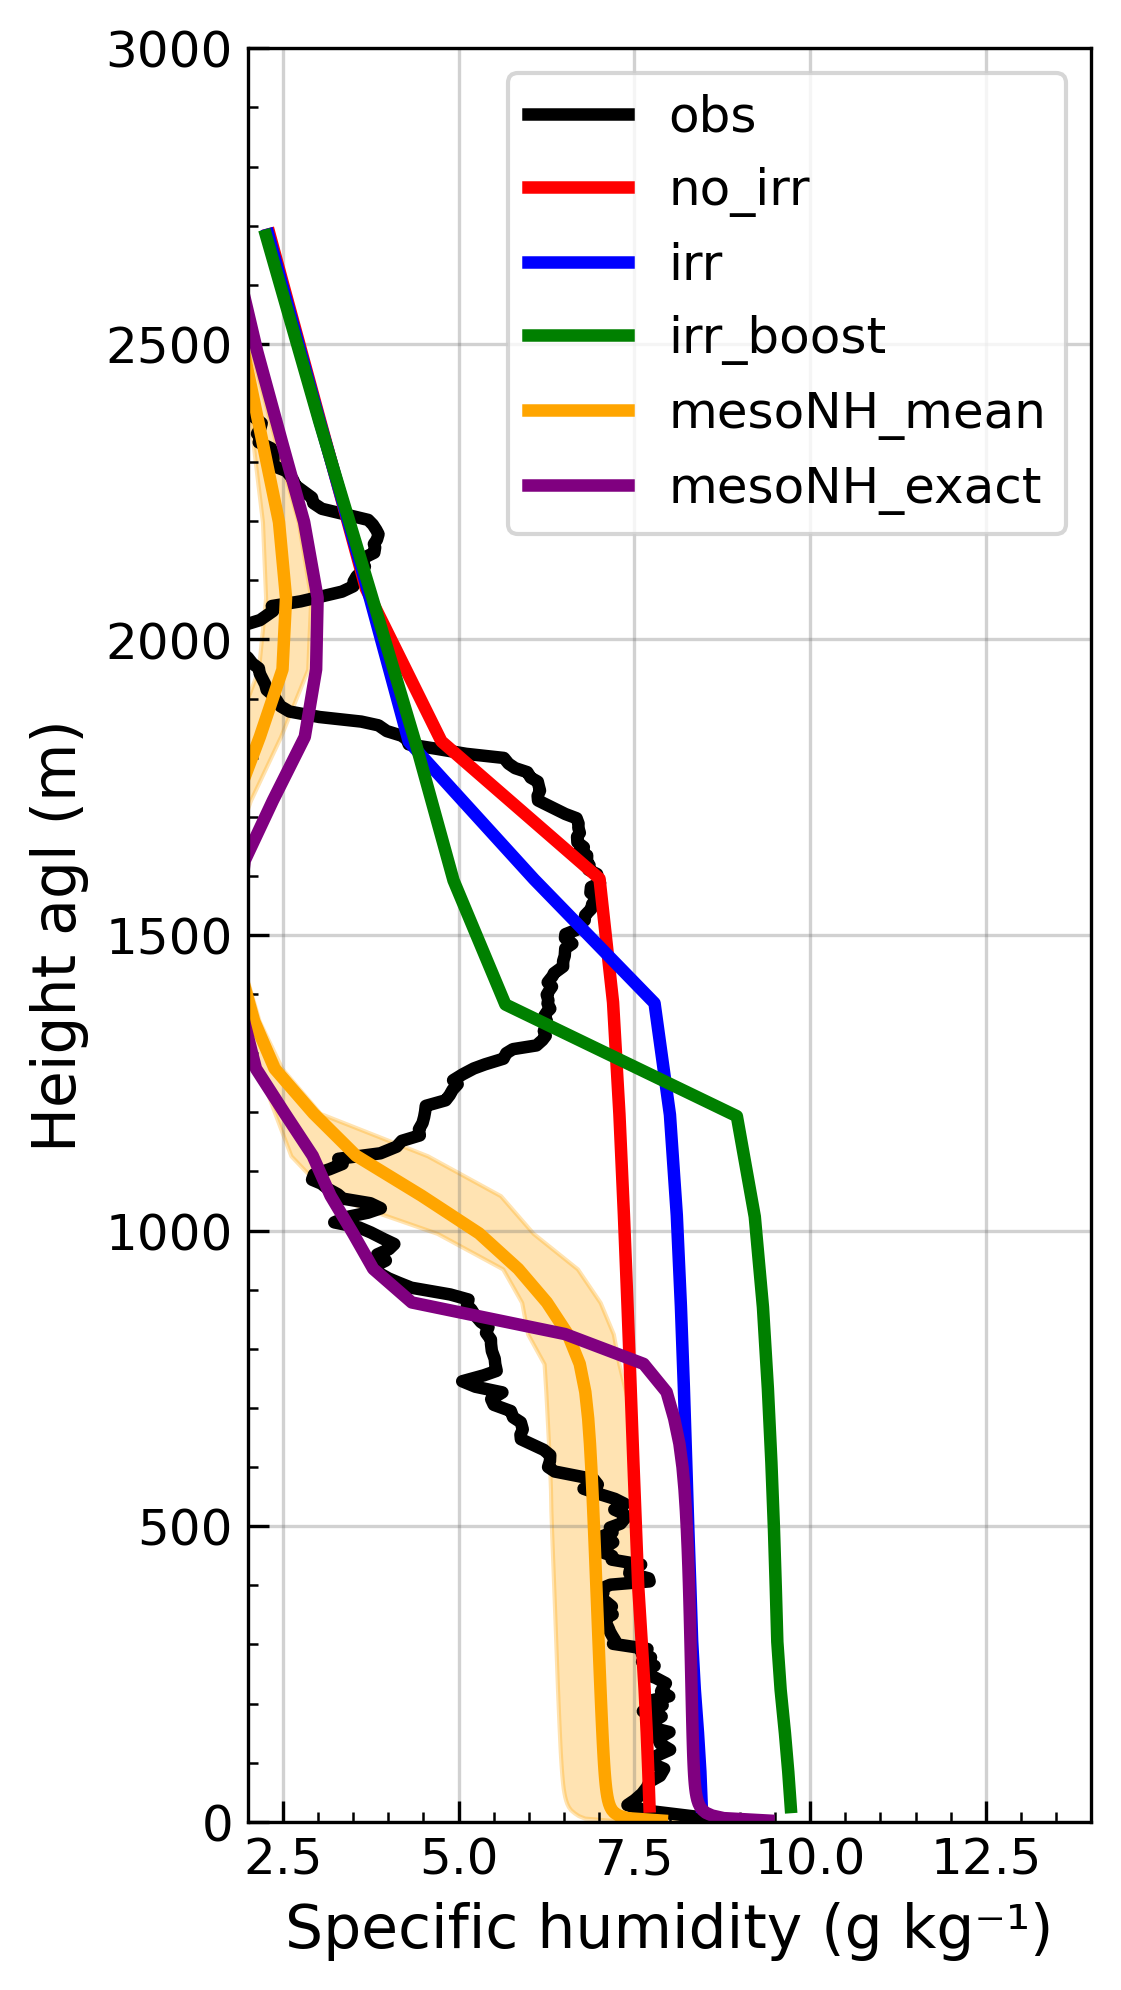 3000
2500
2000
1500
1000
500
0
Height agl (m)
obs
no_irr
irr
irr_boost
mesoNH_mean
mesoNH_exact
2.5 5.0 7.5 10.0 12.5
Specific humidity (g kg⁻¹)